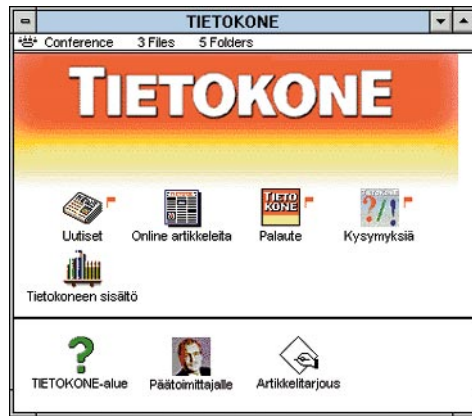 TIETOKONE
Conference 3 Files 5 Folders
TIETOKONE
TIETO KONE
TIETOKONE
?/!
Uutiset Online artikkeleita Palaute Kysymyksiä
Tietokoneen sisältö
TIETOKONE-alue Päätoimittajalle Artikkelitarjous